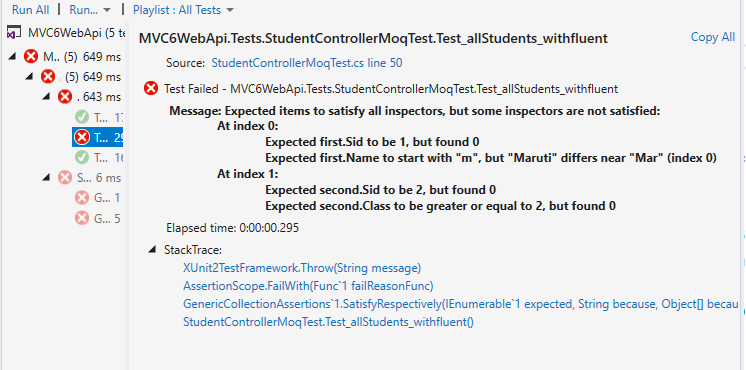 Run All | Run... | Playlist : All Tests
MVC6WebApi (5 te
M.. (5) 649 ms
. (5) 649 ms
. 643 ms
T... 17
T... 29
T... 16
S... 6 ms
G... 1
G... 5
MVC6WebApi.Tests.StudentControllerMoqTest.Test_allStudents_withfluent
Copy All
Source: StudentControllerMoqTest.cs line 50
Test Failed - MVC6WebApi.Tests.StudentControllerMoqTest.Test_allStudents_withfluent
Message: Expected items to satisfy all inspectors, but some inspectors are not satisfied:
At index 0:
Expected first.Sid to be 1, but found 0
Expected first.Name to start with "m", but "Maruti" differs near "Mar" (index 0)
At index 1:
Expected second.Sid to be 2, but found 0
Expected second.Class to be greater or equal to 2, but found 0
Elapsed time: 0:00:00.295
StackTrace:
XUnit2TestFramework.Throw(String message)
AssertionScope.FailWith(Func`1 failReasonFunc)
GenericCollectionAssertions`1.SatisfyRespectively(IEnumerable`1 expected, String because, Object[] becau
StudentControllerMoqTest.Test_allStudents_withfluent()